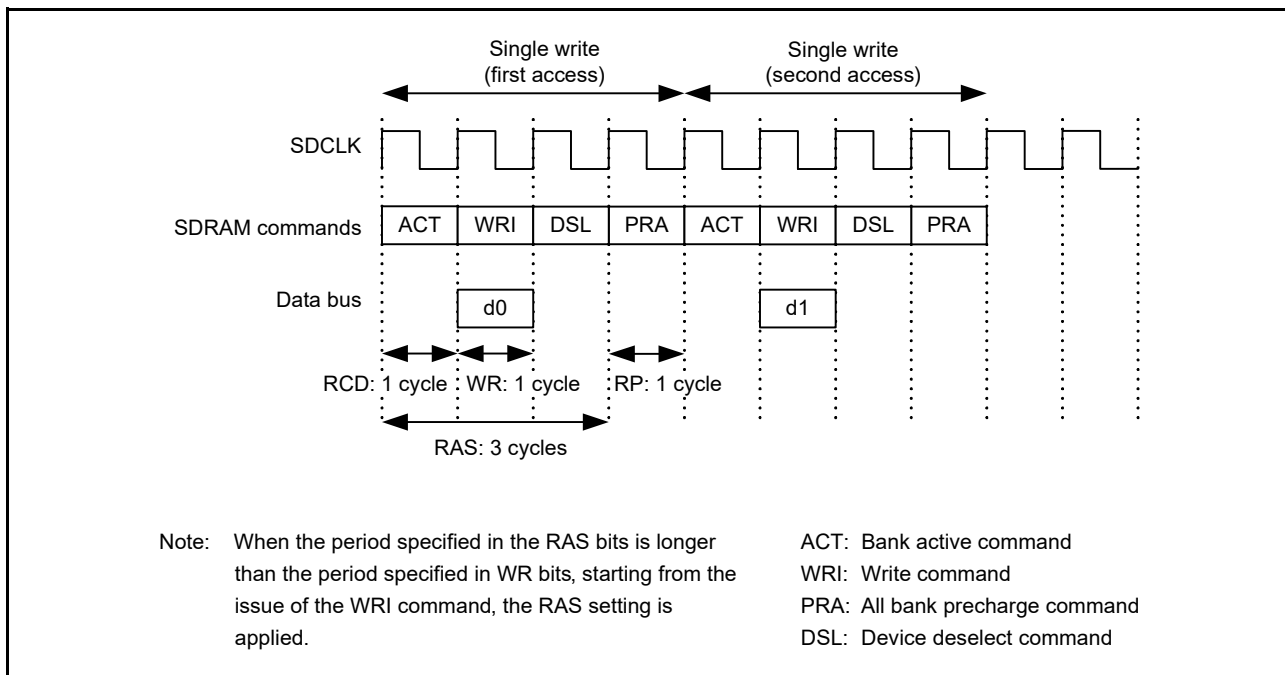 Single write
(first access)
Single write
(second access)
SDCLK
SDRAM commands
ACT WRI DSL PRA ACT WRI DSL PRA
Data bus
d0 d1
RCD: 1 cycle WR: 1 cycle RP: 1 cycle
RAS: 3 cycles
Note: When the period specified in the RAS bits is longer
than the period specified in WR bits, starting from the
issue of the WRI command, the RAS setting is
applied.
ACT: Bank active command
WRI: Write command
PRA: All bank precharge command
DSL: Device deselect command